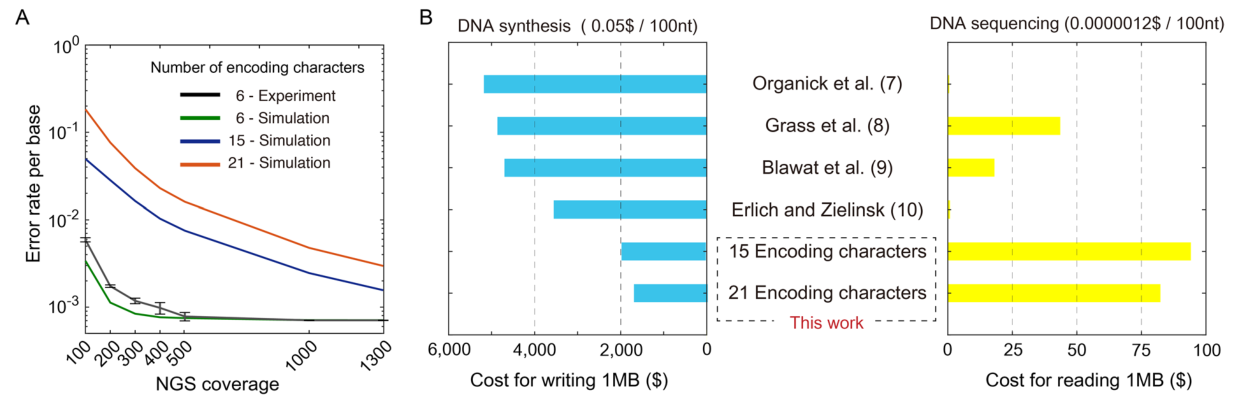 A
10^0
10^-1
10^-2
10^-3
Error rate per base
Number of encoding characters
6 - Experiment
6 - Simulation
15 - Simulation
21 - Simulation
100
200
300
400
500
1000
1300
NGS coverage
B
DNA synthesis ( 0.05$ / 100nt)
6,000
4,000
2,000
0
Cost for writing 1MB ($)
Organick et al. (7)
Grass et al. (8)
Blawat et al. (9)
Erlich and Zielinsk (10)
15 Encoding characters
21 Encoding characters
This work
DNA sequencing (0.0000012$ / 100nt)
0
25
50
75
100
Cost for reading 1MB ($)